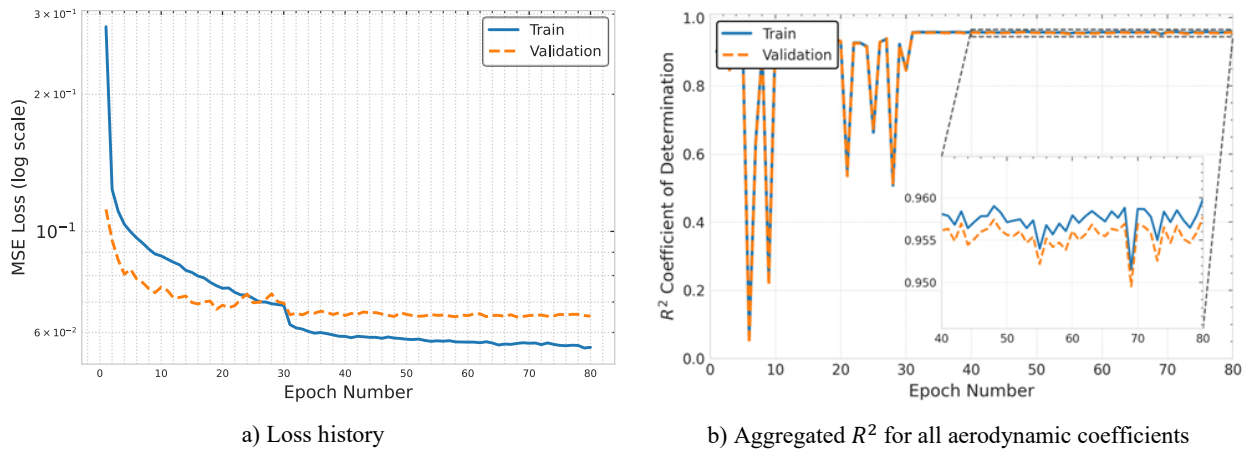 3 × 10⁻¹
2 × 10⁻¹
10⁻¹
6 × 10⁻²
MSE Loss (log scale)
Train
Validation
0 10 20 30 40 50 60 70 80
Epoch Number
a) Loss history
1.0
0.9
0.8
0.6
0.4
0.2
0.0
R² Coefficient of Determination
Train
Validation
0.960
0.955
0.950
40 50 60 70 80
0 10 20 30 40 50 60 70 80
Epoch Number
b) Aggregated R² for all aerodynamic coefficients